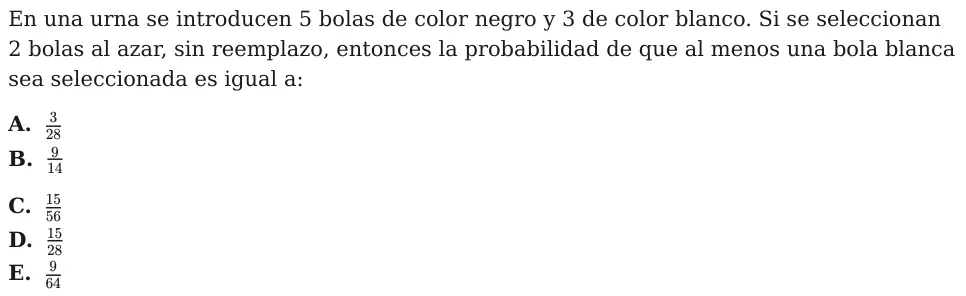 En una urna se introducen 5 bolas de color negro y 3 de color blanco. Si se seleccionan
2 bolas al azar, sin reemplazo, entonces la probabilidad de que al menos una bola blanca
sea seleccionada es igual a:
A. 3/28
B. 9/14
C. 15/56
D. 15/28
E. 9/64